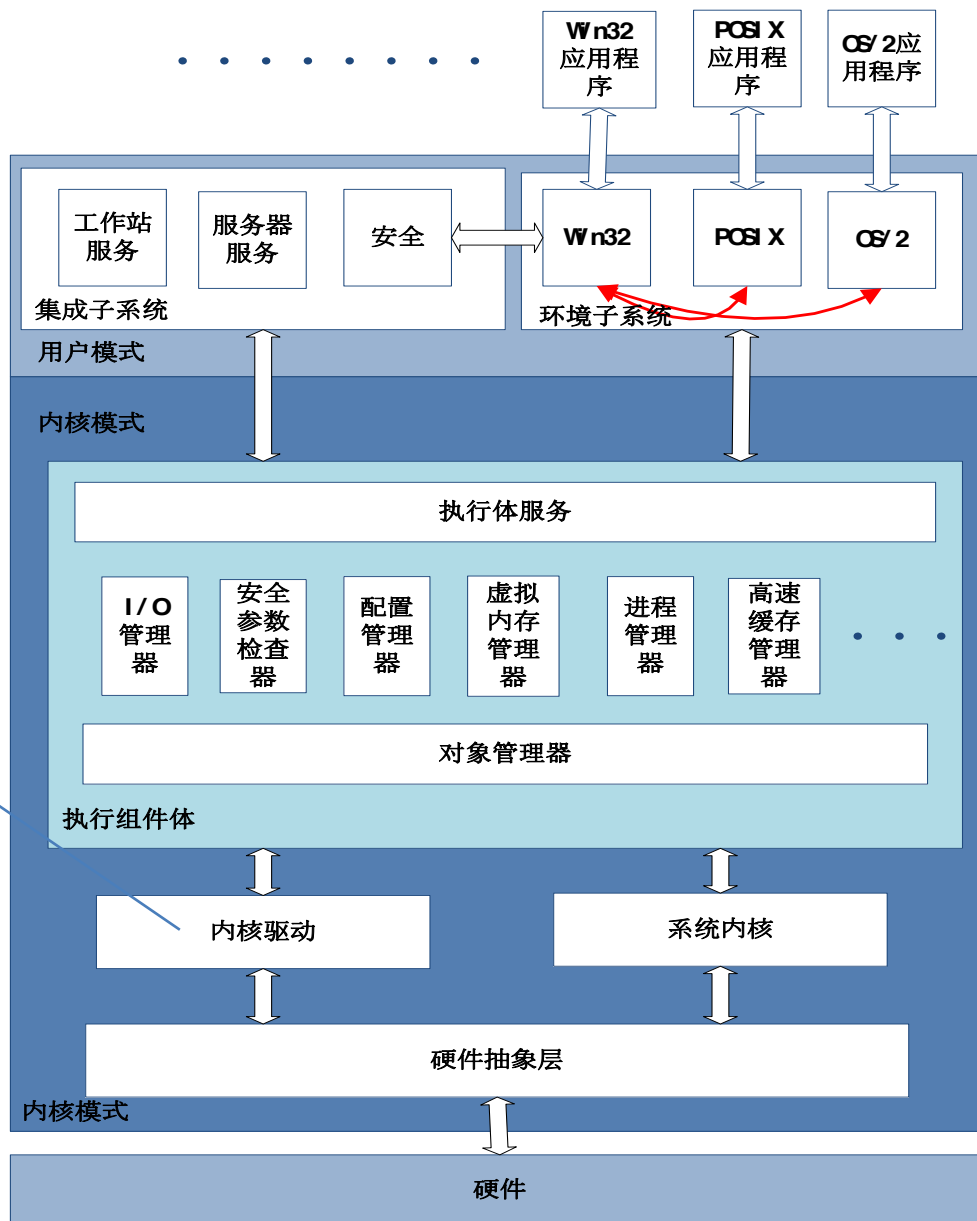 Win32
应用程
序
POSIX
应用程
序
OS/2应
用程序
工作站
服务
服务器
服务
安全
Win32
POSIX
OS/2
集成子系统
环境子系统
用户模式
内核模式
执行体服务
I/O
管理
器
安全
参数
检查
器
配置
管理
器
虚拟
内存
管理
器
进程
管理
器
高速
缓存
管理
器
对象管理器
执行组件体
内核驱动
系统内核
硬件抽象层
内核模式
硬件